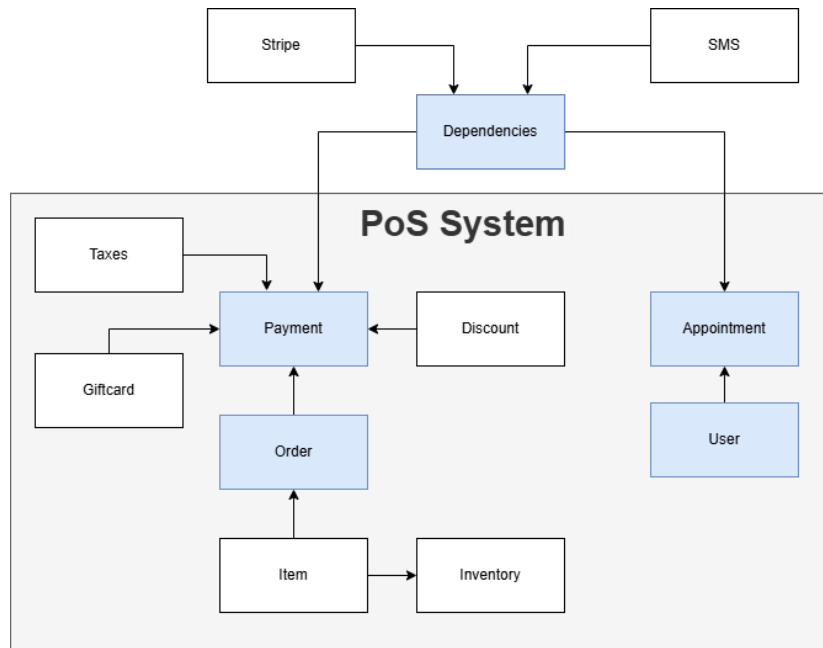 Stripe
SMS
Dependencies
PoS System
Taxes
Payment
Discount
Appointment
Giftcard
Order
User
Item
Inventory